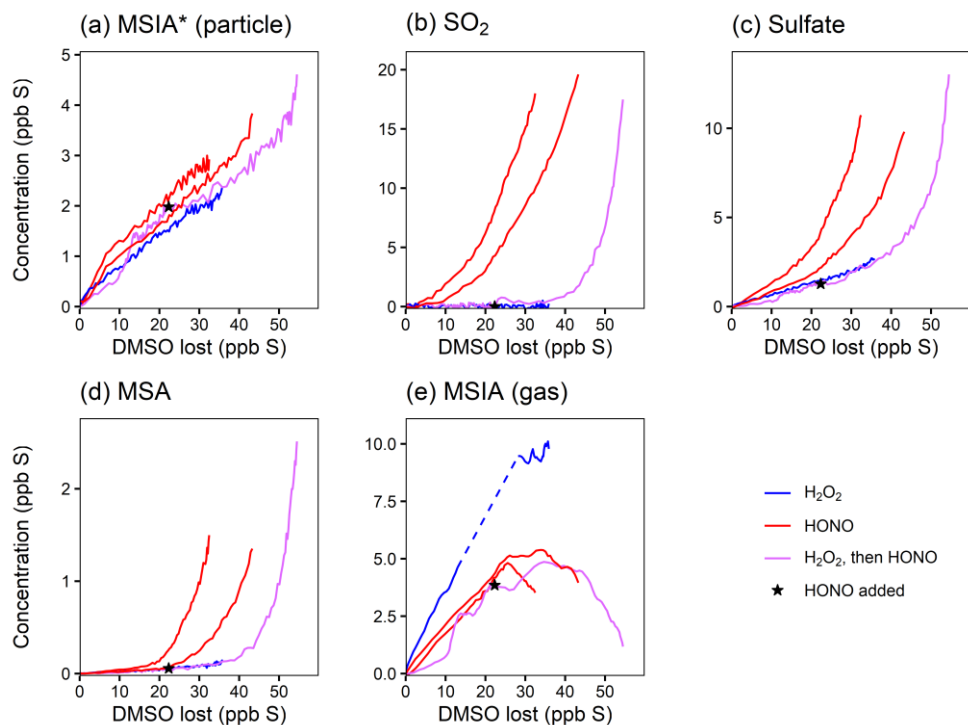 (a) MSIA* (particle)
5
4
3
2
1
0
Concentration (ppb S)
0 10 20 30 40 50
DMSO lost (ppb S)
(b) SO₂
20
15
10
5
0
0 10 20 30 40 50
DMSO lost (ppb S)
(c) Sulfate
10
5
0
0 10 20 30 40 50
DMSO lost (ppb S)
(d) MSA
2
1
0
Concentration (ppb S)
0 10 20 30 40 50
DMSO lost (ppb S)
(e) MSIA (gas)
10.0
7.5
5.0
2.5
0.0
0 10 20 30 40 50
DMSO lost (ppb S)
H₂O₂
HONO
H₂O₂, then HONO
HONO added